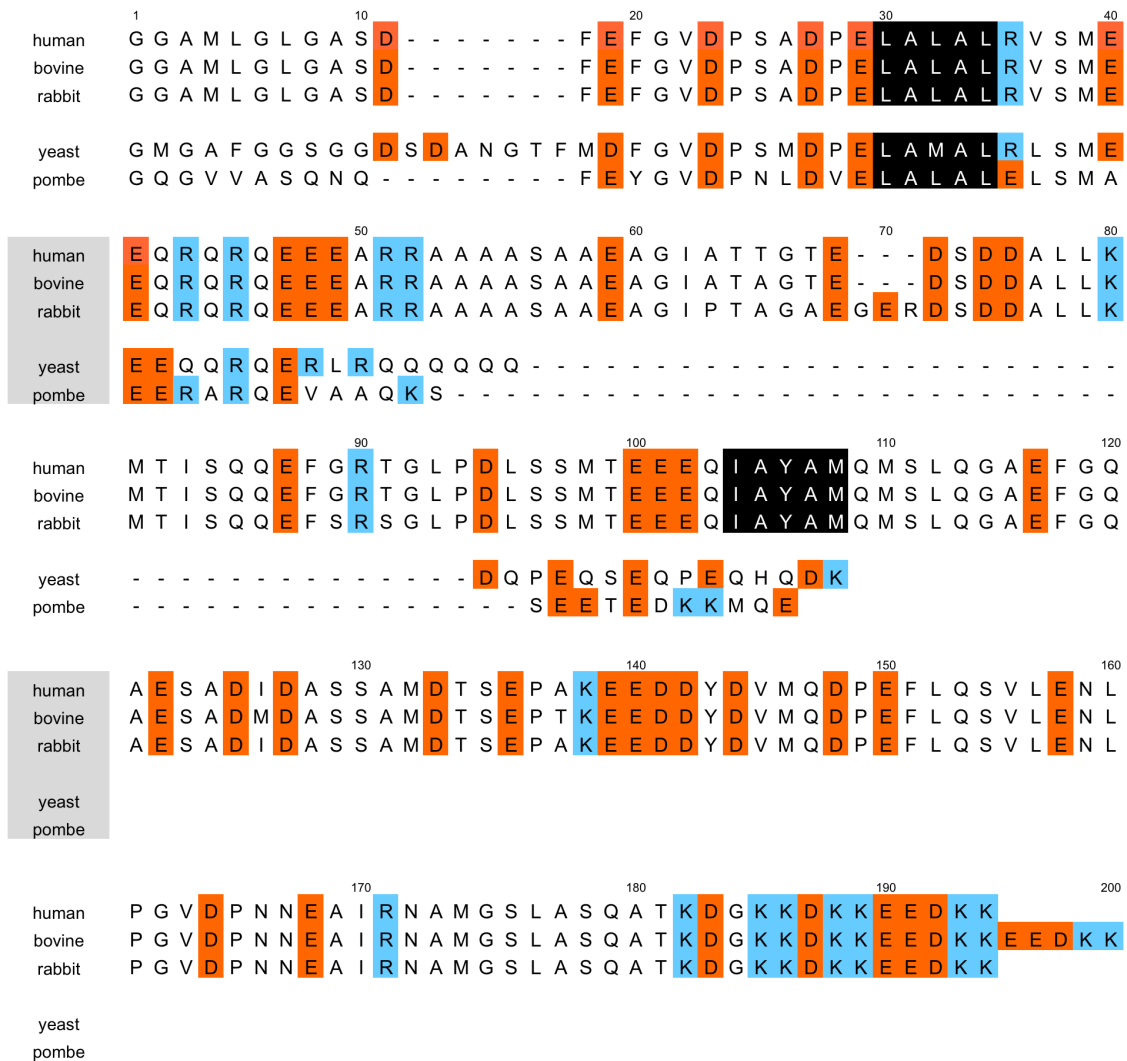 1 10 20 30 40
human G G A M L G L G A S D - - - - - - - F E F G V D P S A D P E L A L A L R V S M E
bovine G G A M L G L G A S D - - - - - - - F E F G V D P S A D P E L A L A L R V S M E
rabbit G G A M L G L G A S D - - - - - - - F E F G V D P S A D P E L A L A L R V S M E
yeast G M G A F G G S G G D S D A N G T F M D F G V D P S M D P E L A M A L R L S M E
pombe G Q G V V A S Q N Q - - - - - - - - F E Y G V D P N L D V E L A L A L E L S M A
50 60 70 80
human E Q R Q R Q E E E A R R A A A A S A A E A G I A T T G T E - - - D S D D A L L K
bovine E Q R Q R Q E E E A R R A A A A S A A E A G I A T A G T E - - - D S D D A L L K
rabbit E Q R Q R Q E E E A R R A A A A S A A E A G I P T A G A E G E R D S D D A L L K
yeast E E Q Q R Q E R L R Q Q Q Q Q Q - - - - - - - - - - - - - - - - - - - - - - - -
pombe E E R A R Q E V A A Q K S - - - - - - - - - - - - - - - - - - - - - - - - - - -
90 100 110 120
human M T I S Q Q E F G R T G L P D L S S M T E E E Q I A Y A M Q M S L Q G A E F G Q
bovine M T I S Q Q E F G R T G L P D L S S M T E E E Q I A Y A M Q M S L Q G A E F G Q
rabbit M T I S Q Q E F S R S G L P D L S S M T E E E Q I A Y A M Q M S L Q G A E F G Q
yeast - - - - - - - - - - - - - - D Q P E Q S E Q P E Q H Q D K
pombe - - - - - - - - - - - - - - - - S E E T E D K K M Q E
130 140 150 160
human A E S A D I D A S S A M D T S E P A K E E D D Y D V M Q D P E F L Q S V L E N L
bovine A E S A D M D A S S A M D T S E P T K E E D D Y D V M Q D P E F L Q S V L E N L
rabbit A E S A D I D A S S A M D T S E P A K E E D D Y D V M Q D P E F L Q S V L E N L
yeast
pombe
170 180 190 200
human P G V D P N N E A I R N A M G S L A S Q A T K D G K K D K K E E D K K
bovine P G V D P N N E A I R N A M G S L A S Q A T K D G K K D K K E E D K K E E D K K
rabbit P G V D P N N E A I R N A M G S L A S Q A T K D G K K D K K E E D K K
yeast
pombe